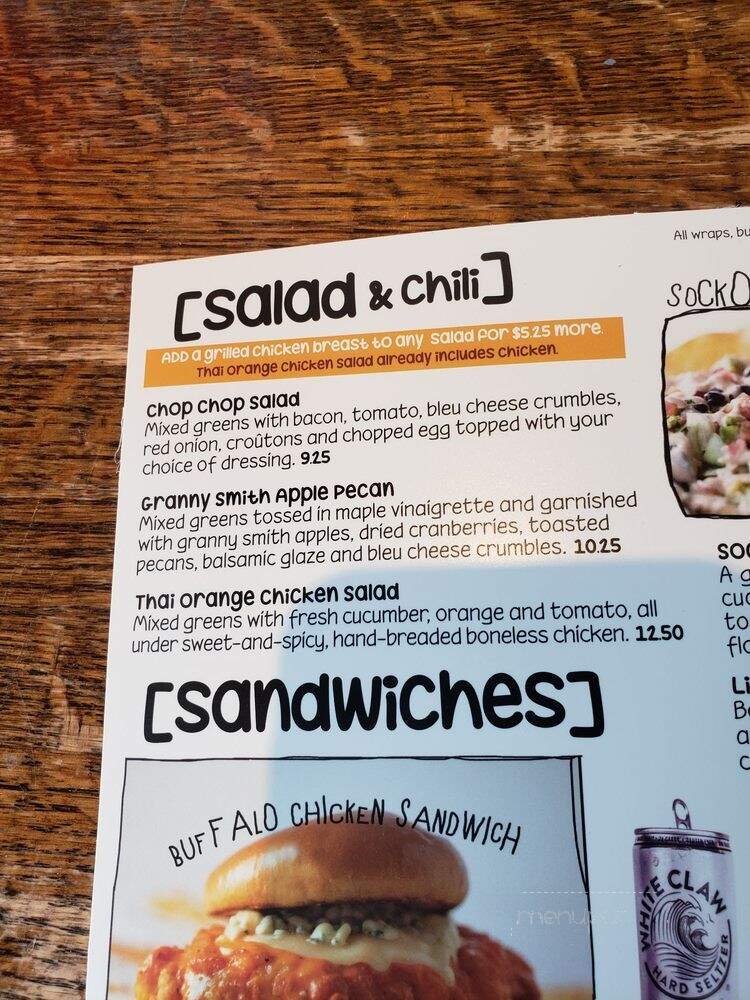 All wraps,
[salad & chili]
ADD a grilled chicken breast to any salad for $5.25 more.
Thai orange chicken salad already includes chicken.
Chop Chop Salad
Mixed greens with bacon, tomato, bleu cheese crumbles,
red onion, croûtons and chopped egg topped with your
choice of dressing. 9.25
Granny Smith Apple Pecan
Mixed greens tossed in maple vinaigrette and garnished
with granny smith apples, dried cranberries, toasted
pecans, balsamic glaze and bleu cheese crumbles. 10.25
Thai orange Chicken Salad
Mixed greens with fresh cucumber, orange and tomato, all
under sweet-and-spicy, hand-breaded boneless chicken. 12.50
[sandwiches]
BUFFALO CHICKEN SANDWICH
WHITE CLAW
HARD SELTZER